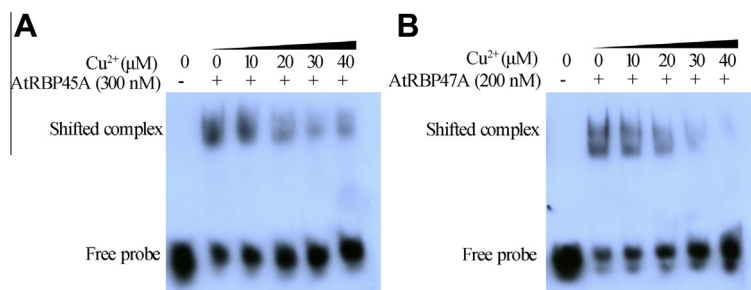 A
Cu²⁺(μM) 0 0 10 20 30 40
AtRBP45A (300 nM) - + + + + +
Shifted complex
Free probe
B
Cu²⁺(μM) 0 0 10 20 30 40
AtRBP47A (200 nM) - + + + + +
Shifted complex
Free probe